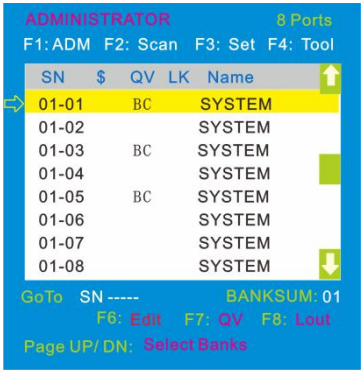 ADMINISTRATOR 8 Ports
F1: ADM F2: Scan F3: Set F4: Tool
SN $ QV LK Name
01-01 BC SYSTEM
01-02 SYSTEM
01-03 BC SYSTEM
01-04 SYSTEM
01-05 BC SYSTEM
01-06 SYSTEM
01-07 SYSTEM
01-08 SYSTEM
GoTo SN ----- BANKSUM: 01
F6: Edit F7: QV F8: Lout
Page UP/ DN: Select Banks